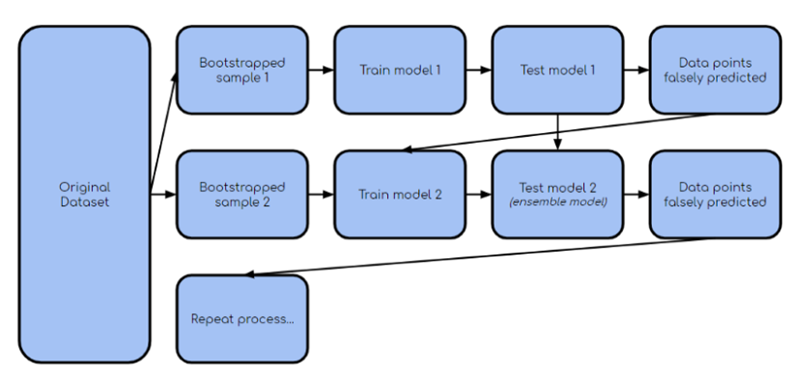 Original
Dataset
Bootstrapped
sample 1
Train model 1
Test model 1
Data points
falsely predicted
Bootstrapped
sample 2
Train model 2
Test model 2
(ensemble model)
Data points
falsely predicted
Repeat process...